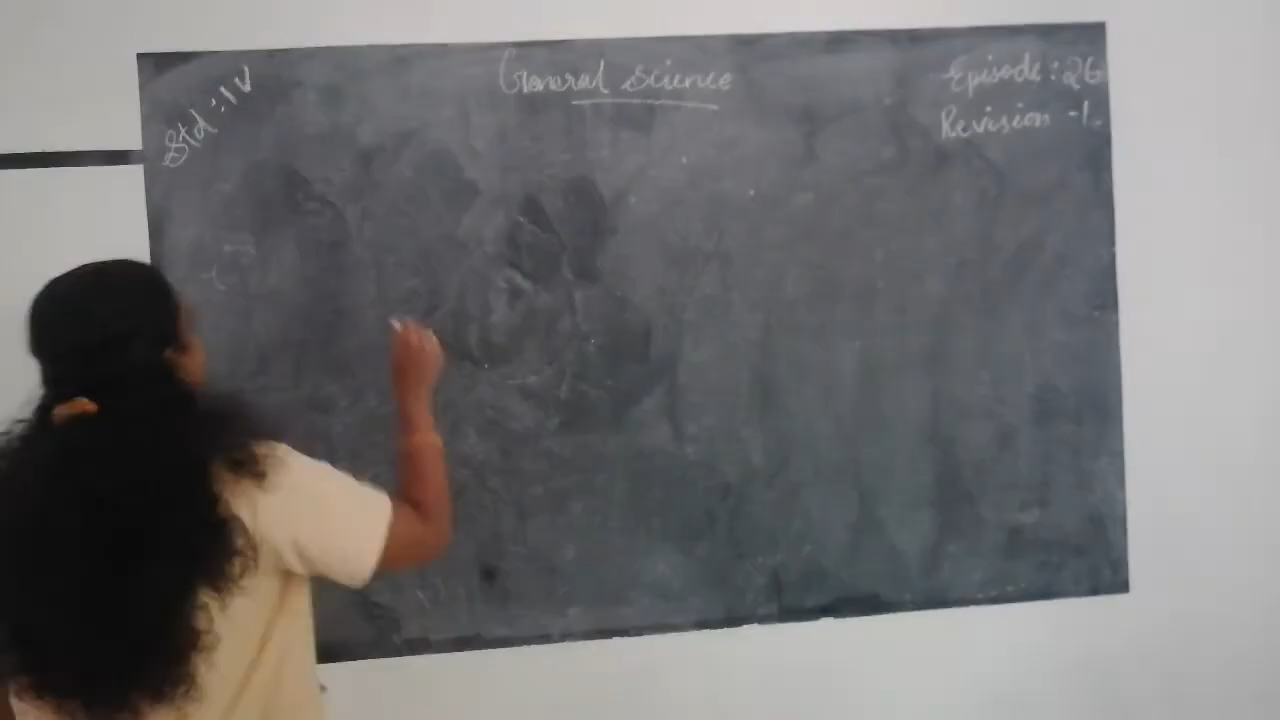 Std : IV
General Science
Episode : 26
Revision - 1